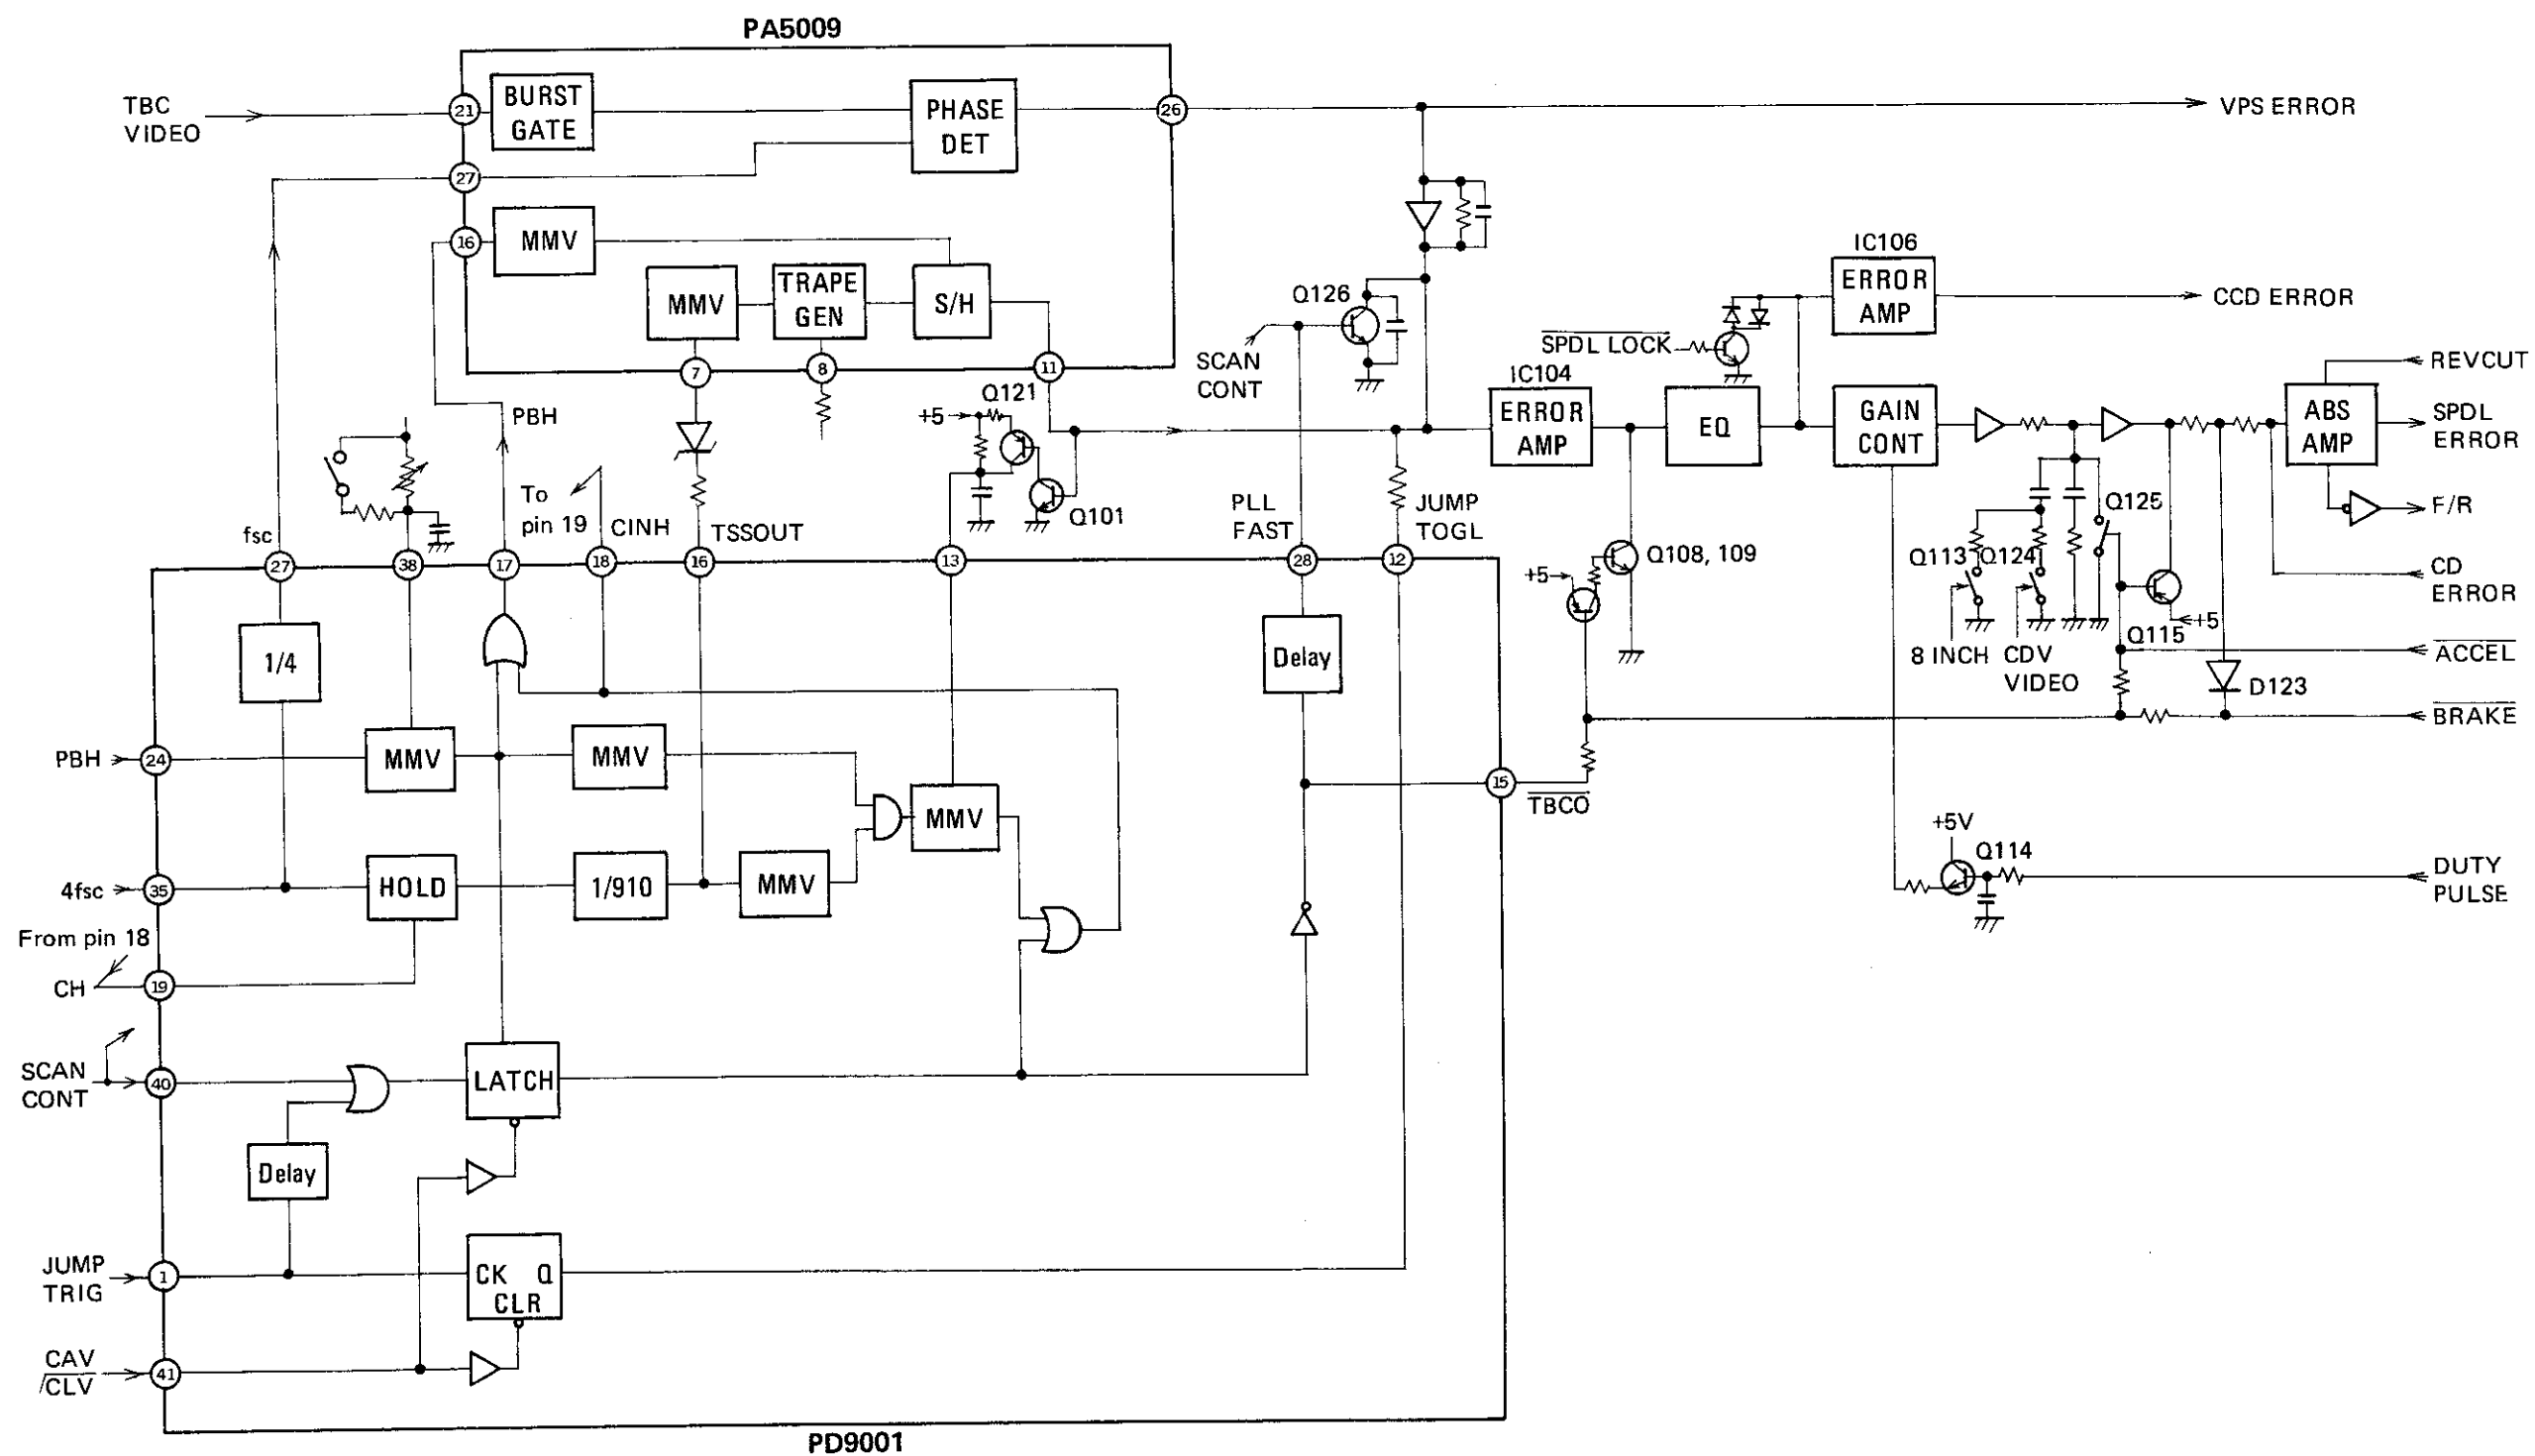 PA5009
TBC
VIDEO
21
BURST
GATE
PHASE
DET
26
VPS ERROR
27
16
MMV
MMV
TRAPE
GEN
S/H
7
8
11
PBH
Q121
+5
Q101
SCAN
CONT
Q126
IC106
ERROR
AMP
CCD ERROR
SPDL LOCK
IC104
ERROR
AMP
EQ
GAIN
CONT
ABS
AMP
REVCUT
SPDL
ERROR
F/R
CD
ERROR
ACCEL
BRAKE
DUTY
PULSE
fsc
To
pin 19
CINH
TSSOUT
PLL
FAST
JUMP
TOGL
27
38
17
18
16
13
28
12
+5
Q108, 109
Q113
Q124
Q125
Q115
+5
8 INCH
CDV
VIDEO
D123
1/4
Delay
PBH
24
MMV
MMV
MMV
15
TBCO
4fsc
35
HOLD
1/910
MMV
+5V
Q114
From pin 18
CH
19
SCAN
CONT
40
LATCH
Delay
JUMP
TRIG
1
CK Q
CLR
CAV
/CLV
41
PD9001